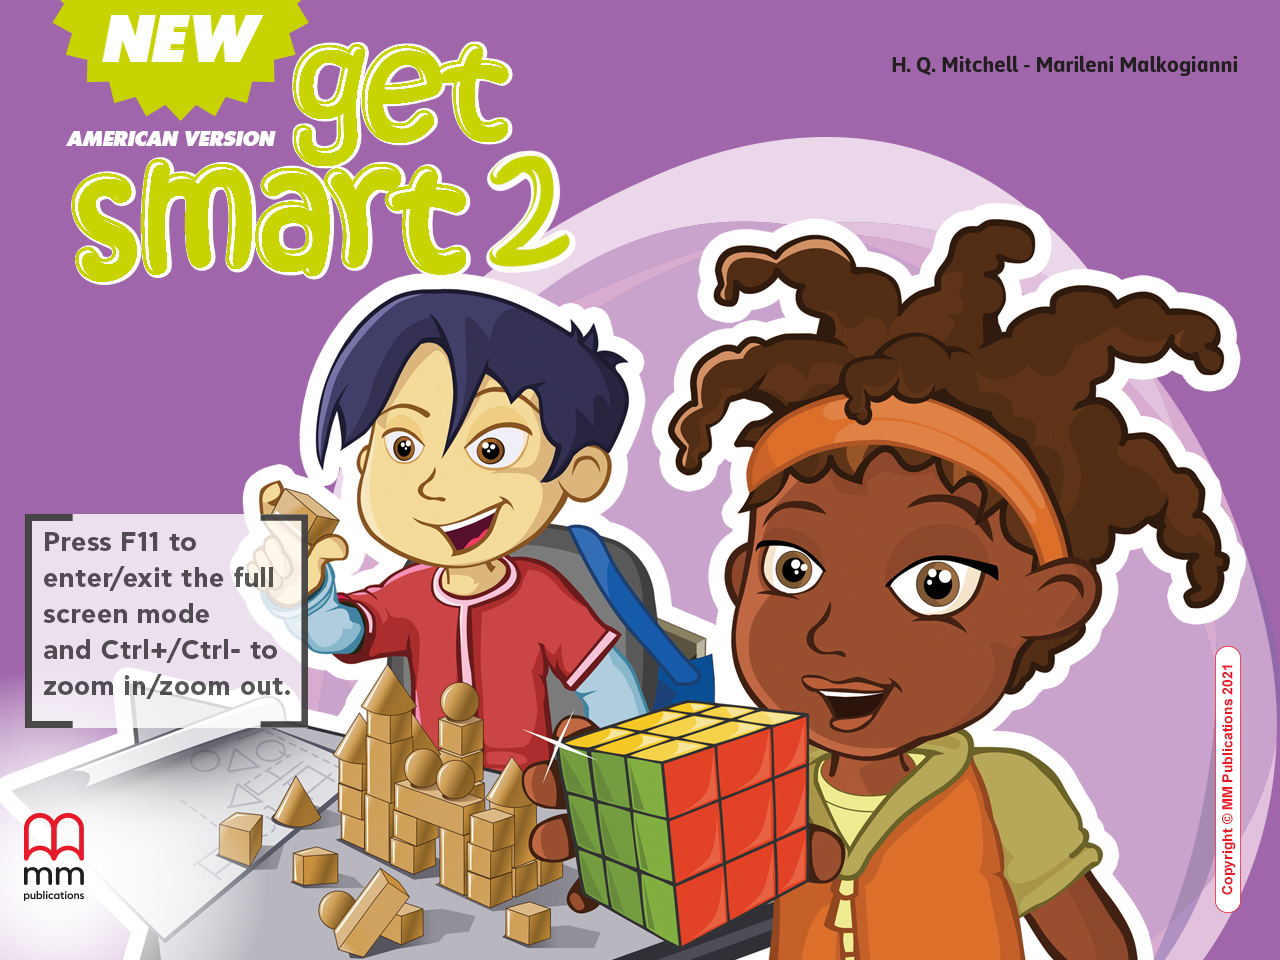 NEW
AMERICAN VERSION
get
smart 2
H. Q. Mitchell - Marileni Malkogianni
Press F11 to
enter/exit the full
screen mode
and Ctrl+/Ctrl- to
zoom in/zoom out.
mm
publications
Copyright © MM Publications 2021